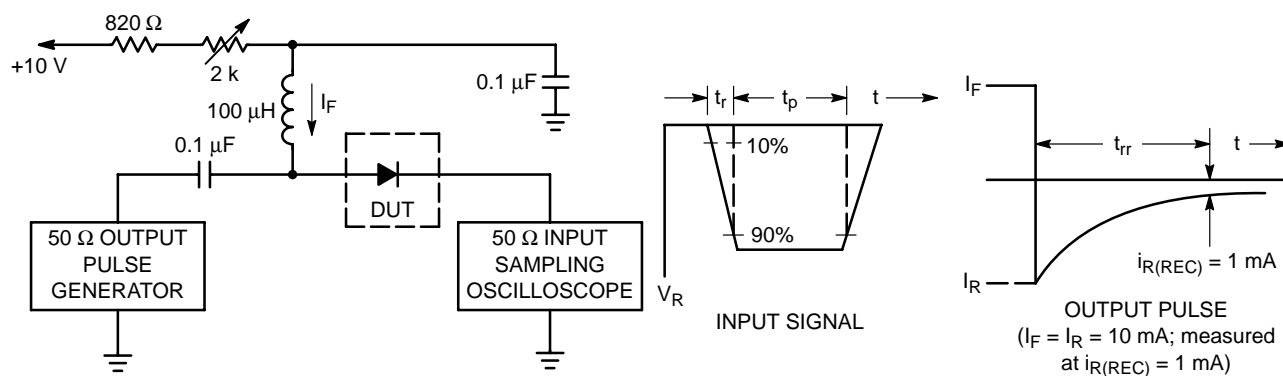 820 Ω
+10 V
2 k
100 μH
I_F
0.1 μF
0.1 μF
DUT
50 Ω OUTPUT
PULSE
GENERATOR
50 Ω INPUT
SAMPLING
OSCILLOSCOPE
t_r
t_p
t
10%
90%
V_R
INPUT SIGNAL
I_F
t_rr
t
i_R(REC) = 1 mA
I_R
OUTPUT PULSE
(I_F = I_R = 10 mA; measured
at i_R(REC) = 1 mA)